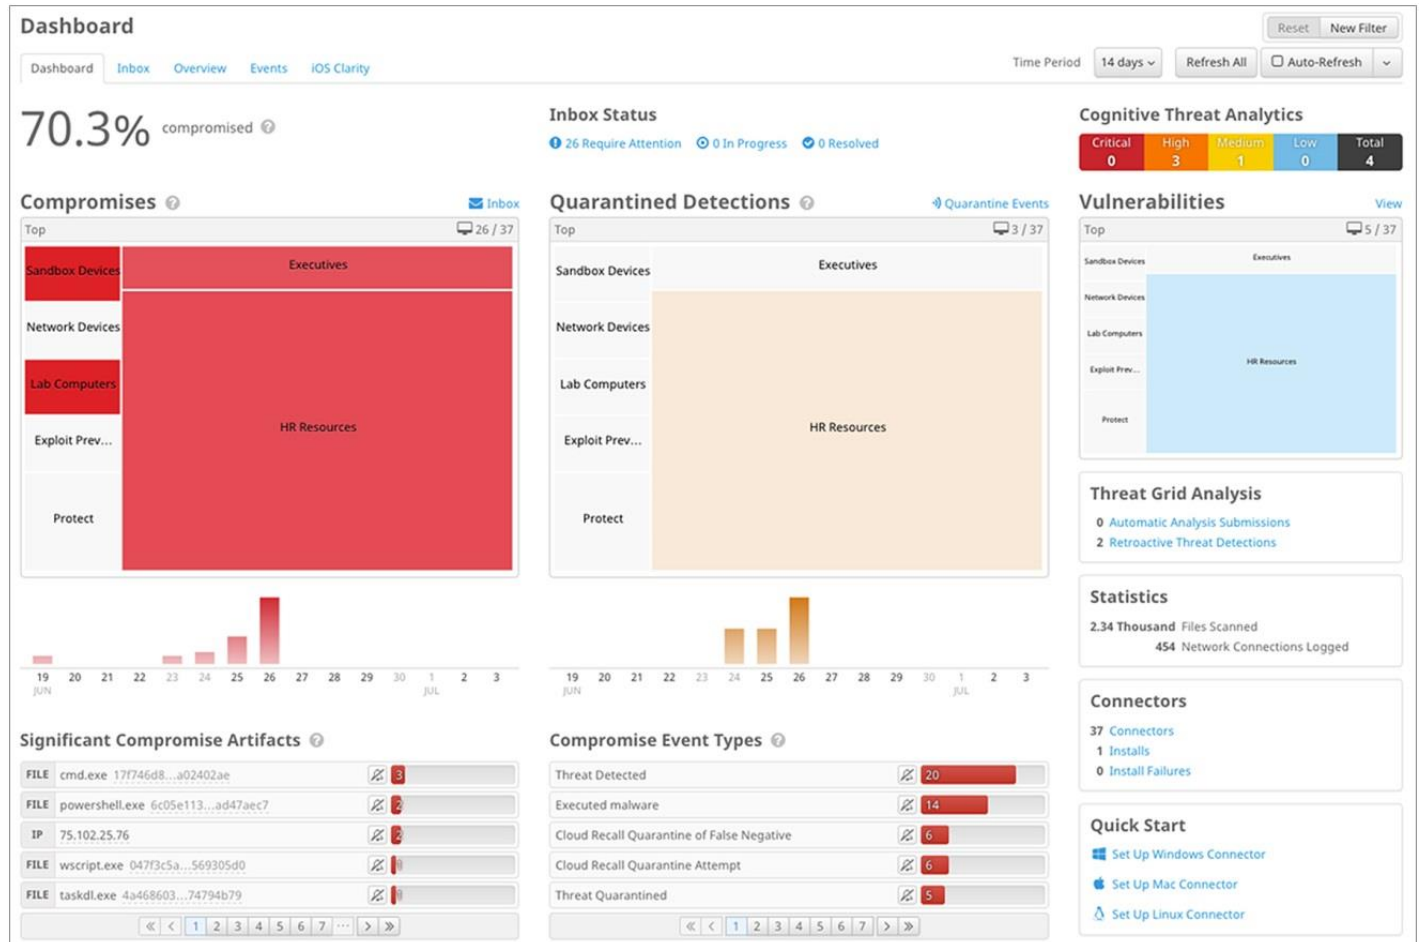 Dashboard
Reset New Filter
Dashboard Inbox Overview Events iOS Clarity
Time Period 14 days Refresh All Auto-Refresh
70.3% compromised
Inbox Status
26 Require Attention 0 In Progress 0 Resolved
Cognitive Threat Analytics
Critical High Medium Low Total
0 3 1 0 4
Compromises Inbox
Top 26 / 37
Sandbox Devices
Executives
Network Devices
Lab Computers
HR Resources
Exploit Prev...
Protect
19 20 21 22 23 24 25 26 27 28 29 30 1 2 3
JUN JUL
Quarantined Detections Quarantine Events
Top 3 / 37
Sandbox Devices
Executives
Network Devices
Lab Computers
HR Resources
Exploit Prev...
Protect
19 20 21 22 23 24 25 26 27 28 29 30 1 2 3
JUN JUL
Vulnerabilities View
Top 5 / 37
Sandbox Devices
Executives
Network Devices
Lab Computers
HR Resources
Exploit Prev...
Protect
Significant Compromise Artifacts
FILE cmd.exe 17f746d8...a02402ae 3
FILE powershell.exe 6c05e113...ad47aec7 2
IP 75.102.25.76 2
FILE wscript.exe 047f3c5a...569305d0
FILE taskdl.exe 4a468603...74794b79
« < 1 2 3 4 5 6 7 ... > »
Compromise Event Types
Threat Detected 20
Executed malware 14
Cloud Recall Quarantine of False Negative 6
Cloud Recall Quarantine Attempt 6
Threat Quarantined 5
« < 1 2 3 4 5 6 7 > »
Threat Grid Analysis
0 Automatic Analysis Submissions
2 Retroactive Threat Detections
Statistics
2.34 Thousand Files Scanned
454 Network Connections Logged
Connectors
37 Connectors
1 Installs
0 Install Failures
Quick Start
Set Up Windows Connector
Set Up Mac Connector
Set Up Linux Connector